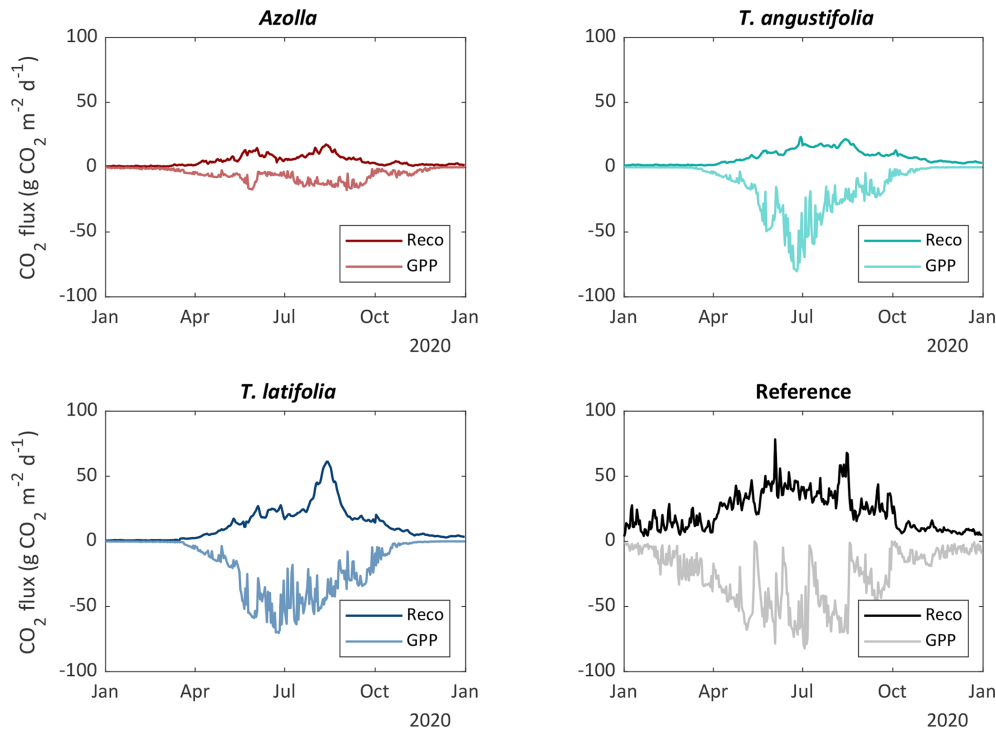 Azolla
CO2 flux (g CO2 m-2 d-1)
100
50
0
-50
-100
Reco
GPP
Jan Apr Jul Oct Jan
2020
T. angustifolia
100
50
0
-50
-100
Reco
GPP
Jan Apr Jul Oct Jan
2020
T. latifolia
CO2 flux (g CO2 m-2 d-1)
100
50
0
-50
-100
Reco
GPP
Jan Apr Jul Oct Jan
2020
Reference
100
50
0
-50
-100
Reco
GPP
Jan Apr Jul Oct Jan
2020